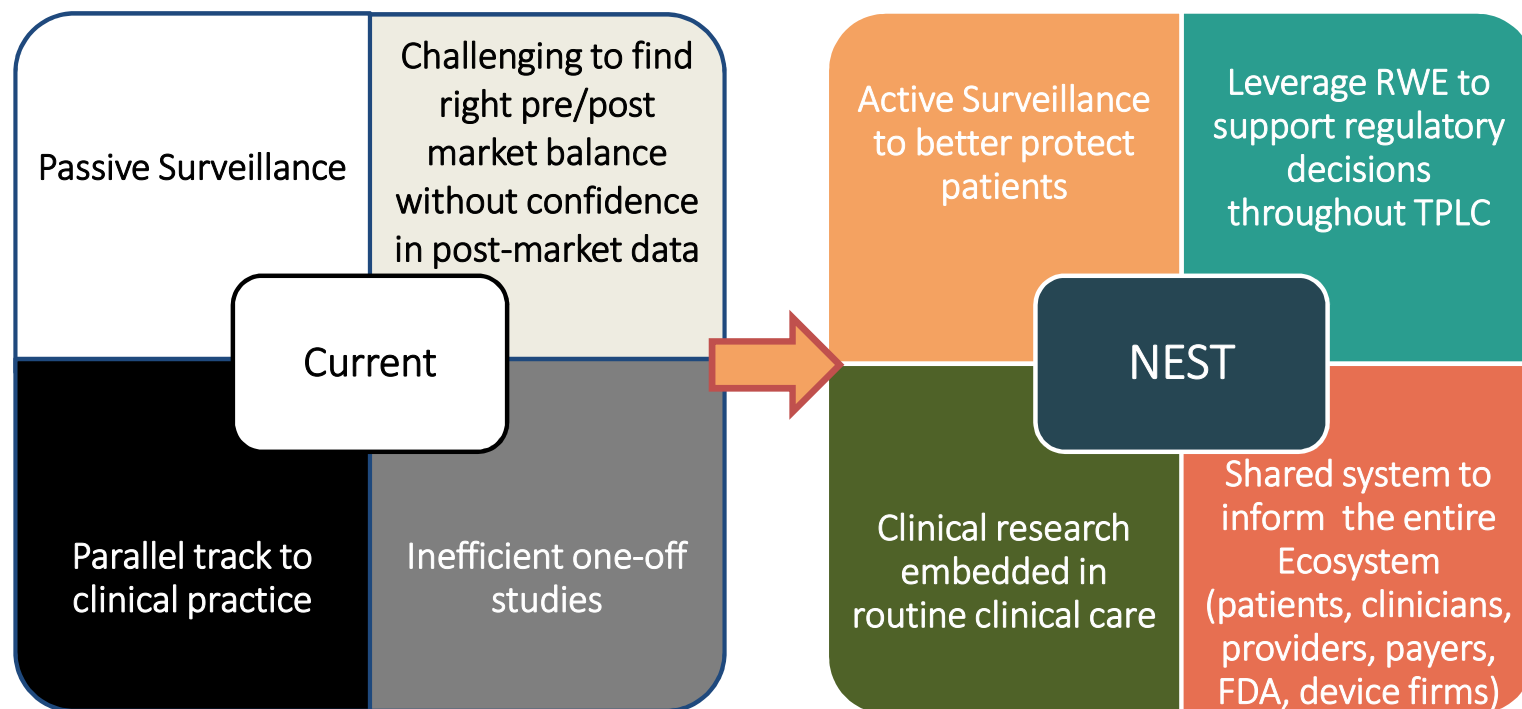 Passive Surveillance
Challenging to find
right pre/post
market balance
without confidence
in post-market data
Current
Parallel track to
clinical practice
Inefficient one-off
studies
Active Surveillance
to better protect
patients
Leverage RWE to
support regulatory
decisions
throughout TPLC
NEST
Clinical research
embedded in
routine clinical care
Shared system to
inform  the entire
Ecosystem
(patients, clinicians,
providers, payers,
FDA, device firms)